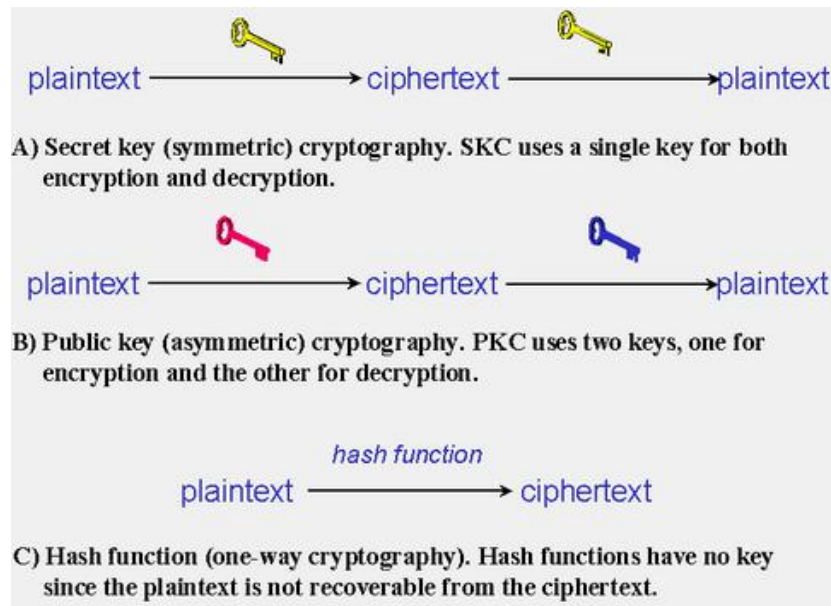 plaintext ciphertext plaintext
A) Secret key (symmetric) cryptography. SKC uses a single key for both
encryption and decryption.
plaintext ciphertext plaintext
B) Public key (asymmetric) cryptography. PKC uses two keys, one for
encryption and the other for decryption.
hash function
plaintext ciphertext
C) Hash function (one-way cryptography). Hash functions have no key
since the plaintext is not recoverable from the ciphertext.